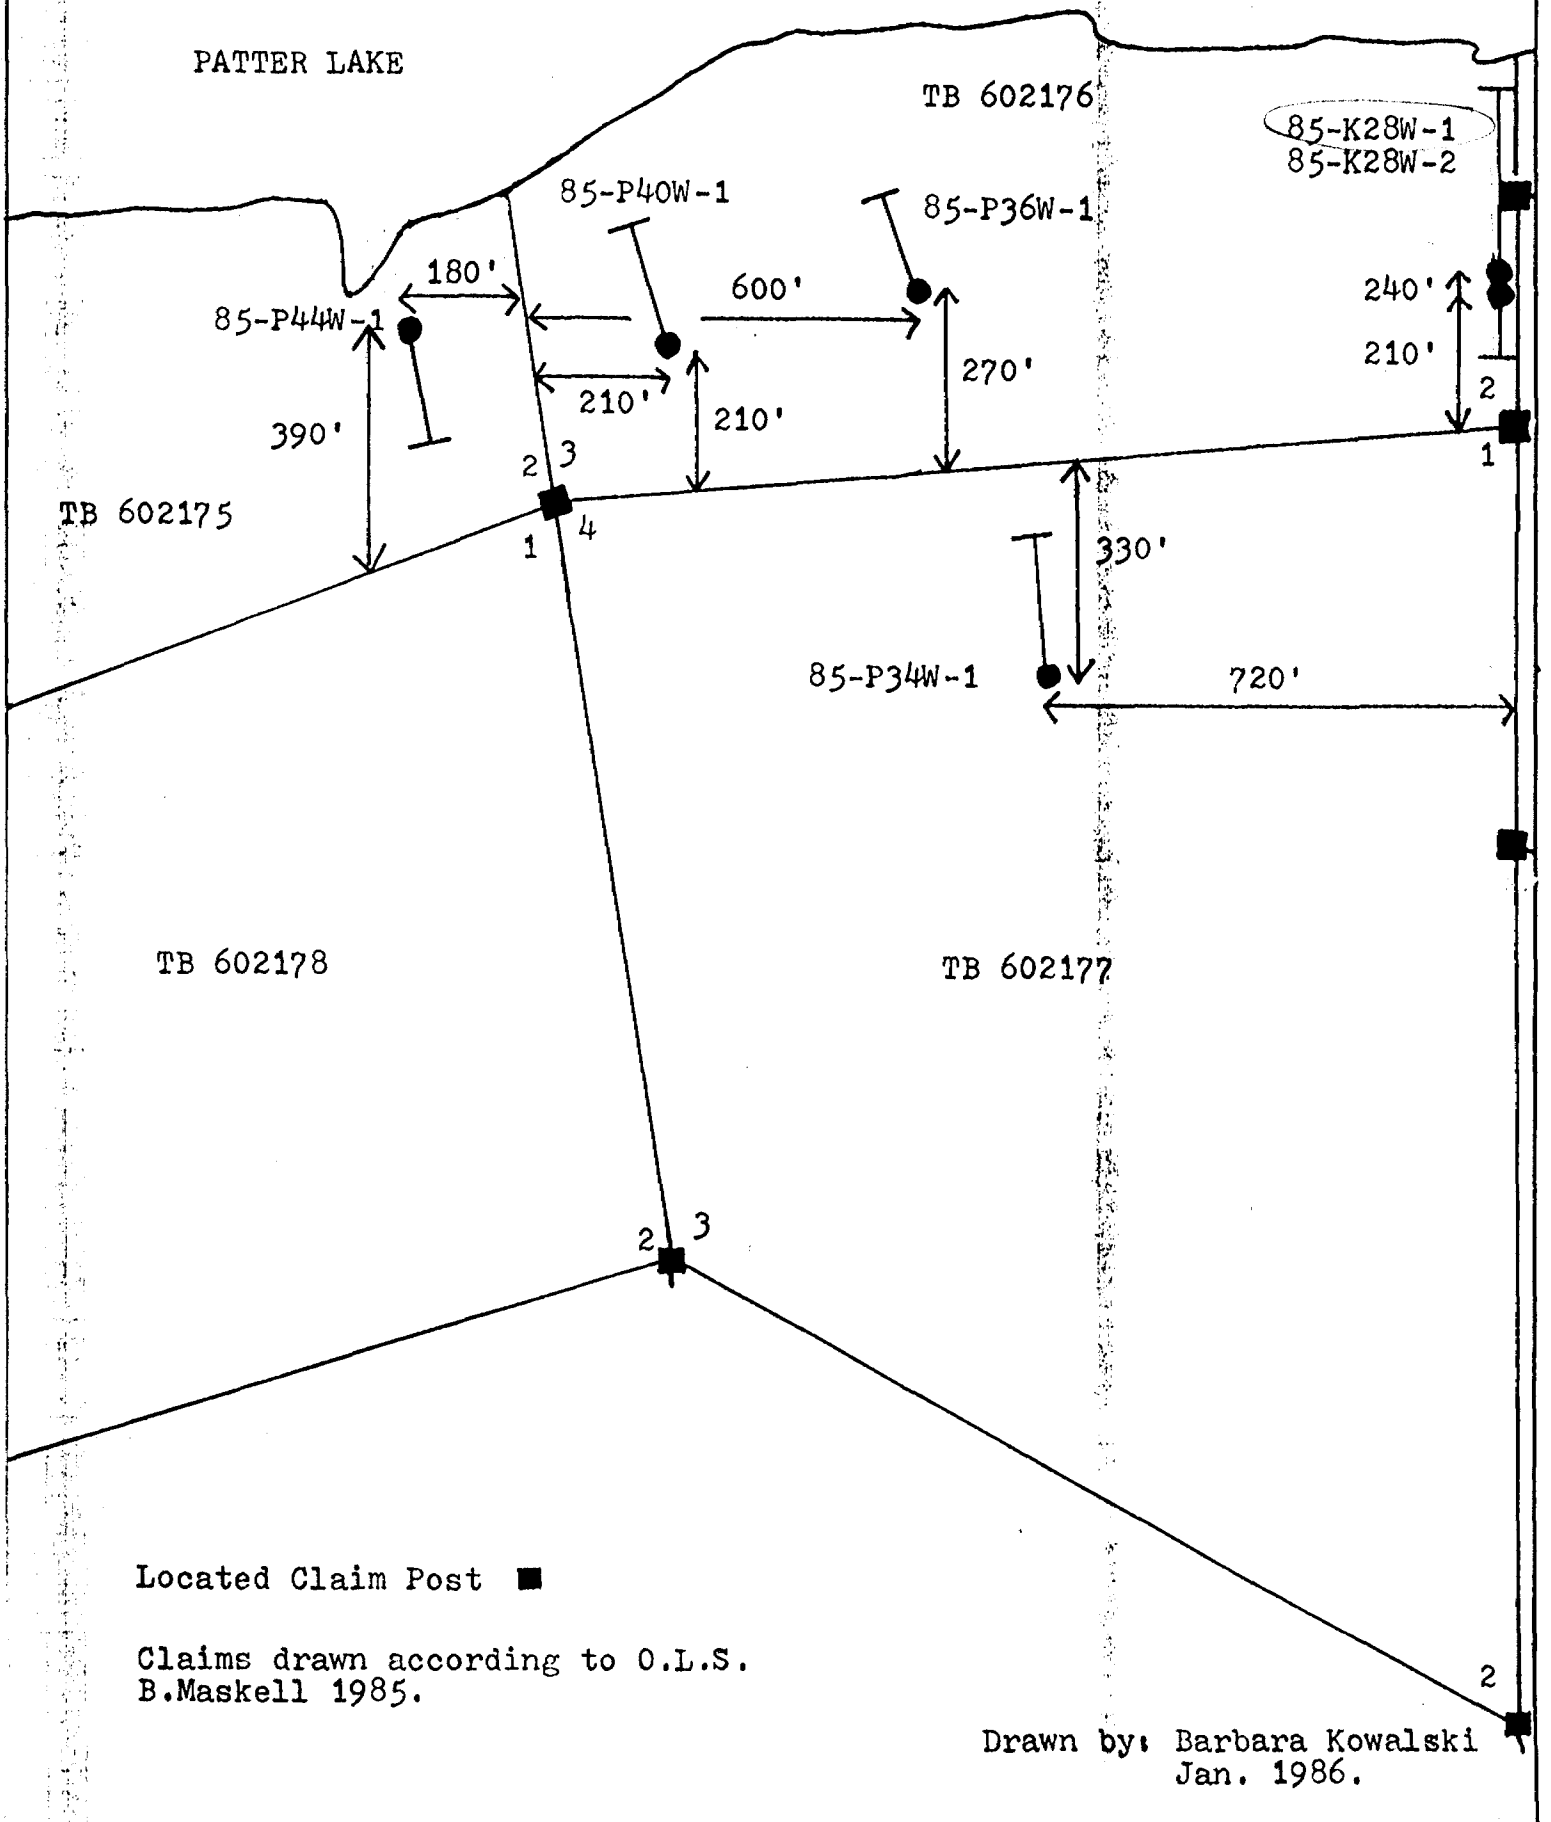 PATTER LAKE
TB 602176
85-K28W-1
85-K28W-2
85-P40W-1
85-P36W-1
180'
600'
240'
85-P44W-1
210'
270'
2
210'
210'
390'
2 3
1
TB 602175
1 4
330'
85-P34W-1
720'
TB 602178
TB 602177
2 3
Located Claim Post
Claims drawn according to O.L.S.
B.Maskell 1985.
2
Drawn by: Barbara Kowalski
Jan. 1986.